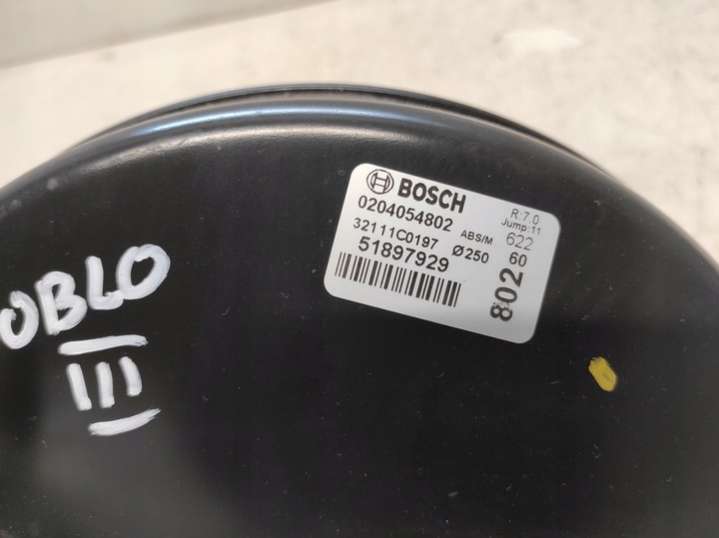 BOSCH
0204054802 ABS/M
32111C0197 Ø250
51897929
R:7.0
Jump:11
622
60
802
OBLO
III